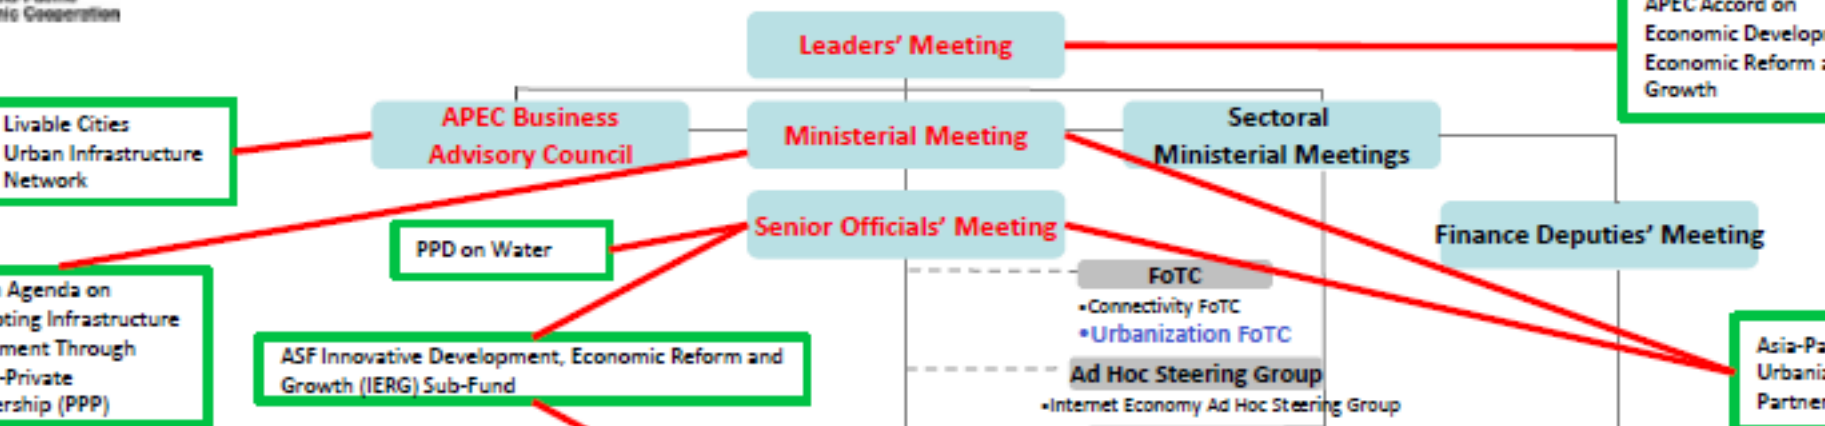 Cooperation
Leaders' Meeting
APEC Accord on
Economic
Economic Reform
Growth
Livable Cities
Urban Infrastructure
Network
APEC Business
Advisory Council
Ministerial Meeting
Sectoral
Ministerial Meetings
PPD on Water
Senior Officials' Meeting
Finance Deputies' Meeting
Agenda on
Infrastructure
Through
-Private
(PPP)
ASF Innovative Development, Economic Reform and
Growth (IERG) Sub-Fund
FoTC
▪Connectivity FoTC
•Urbanization FoTC
Ad Hoc Steering Group
▪Internet Economy Ad Hoc Steering Group